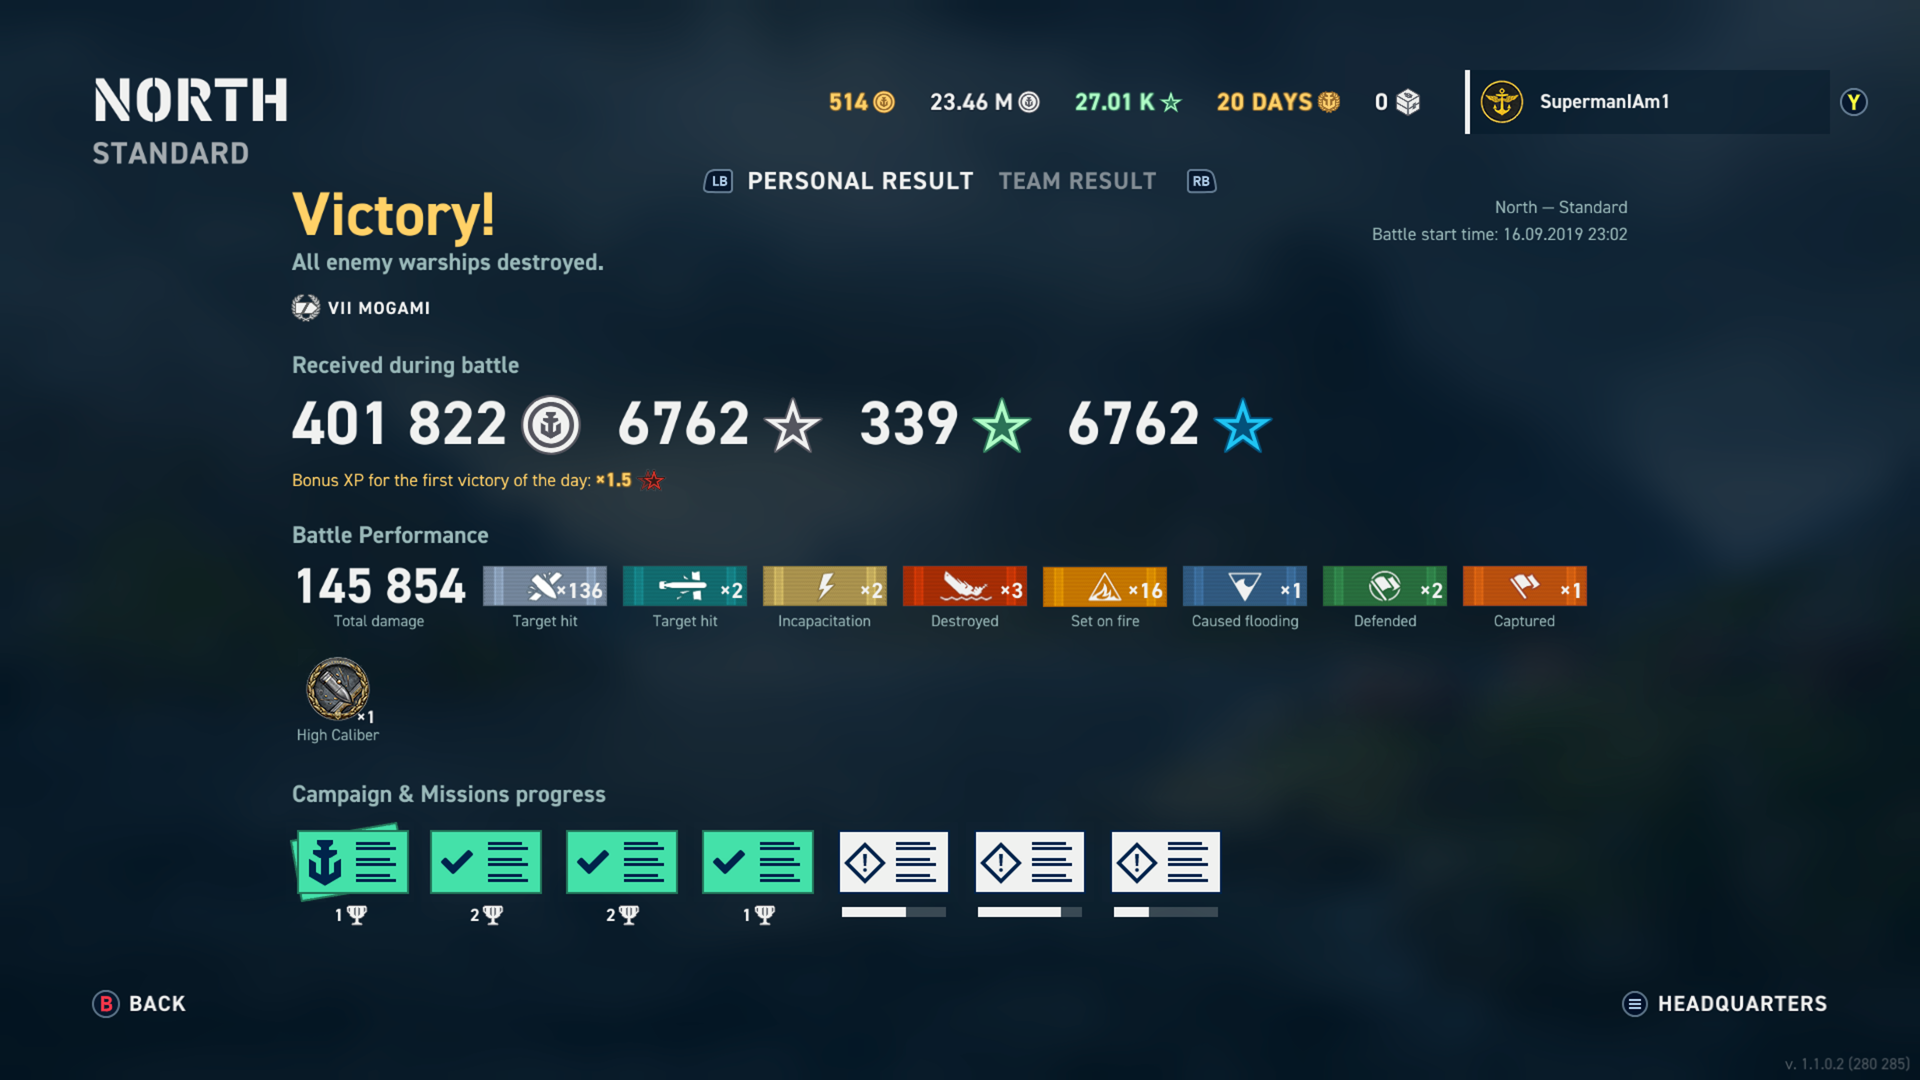 NORTH
STANDARD
514
23.46 M
27.01 K
20 DAYS
0
SupermanIAm1
Y
LB
PERSONAL RESULT
TEAM RESULT
RB
Victory!
All enemy warships destroyed.
North — Standard
Battle start time: 16.09.2019 23:02
VII MOGAMI
Received during battle
401 822
6762
339
6762
Bonus XP for the first victory of the day: ×1.5
Battle Performance
145 854
×136
×2
×2
×3
×16
×1
×2
×1
Total damage
Target hit
Target hit
Incapacitation
Destroyed
Set on fire
Caused flooding
Defended
Captured
×1
High Caliber
Campaign & Missions progress
1
2
2
1
B BACK
HEADQUARTERS
v. 1.1.0.2 (280 285)